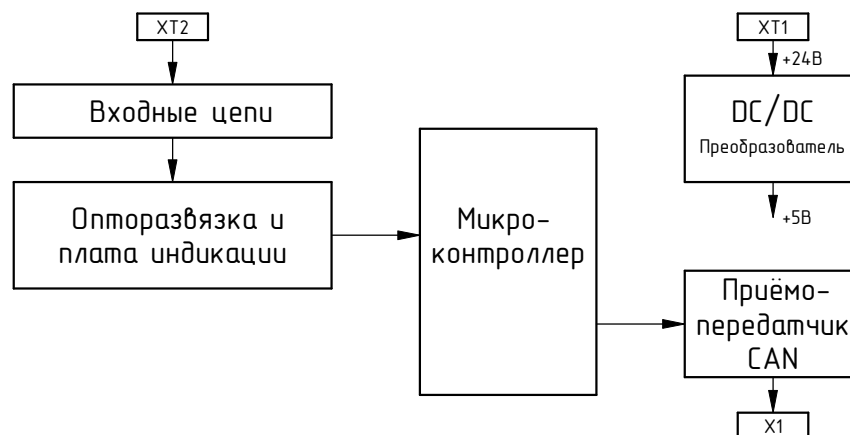 XT2
Входные цепи
Опторазвязка и
плата индикации
Микро-
контроллер
XT1
+24В
DC/DC
Преобразователь
+5В
Приёмо-
передатчик
CAN
X1